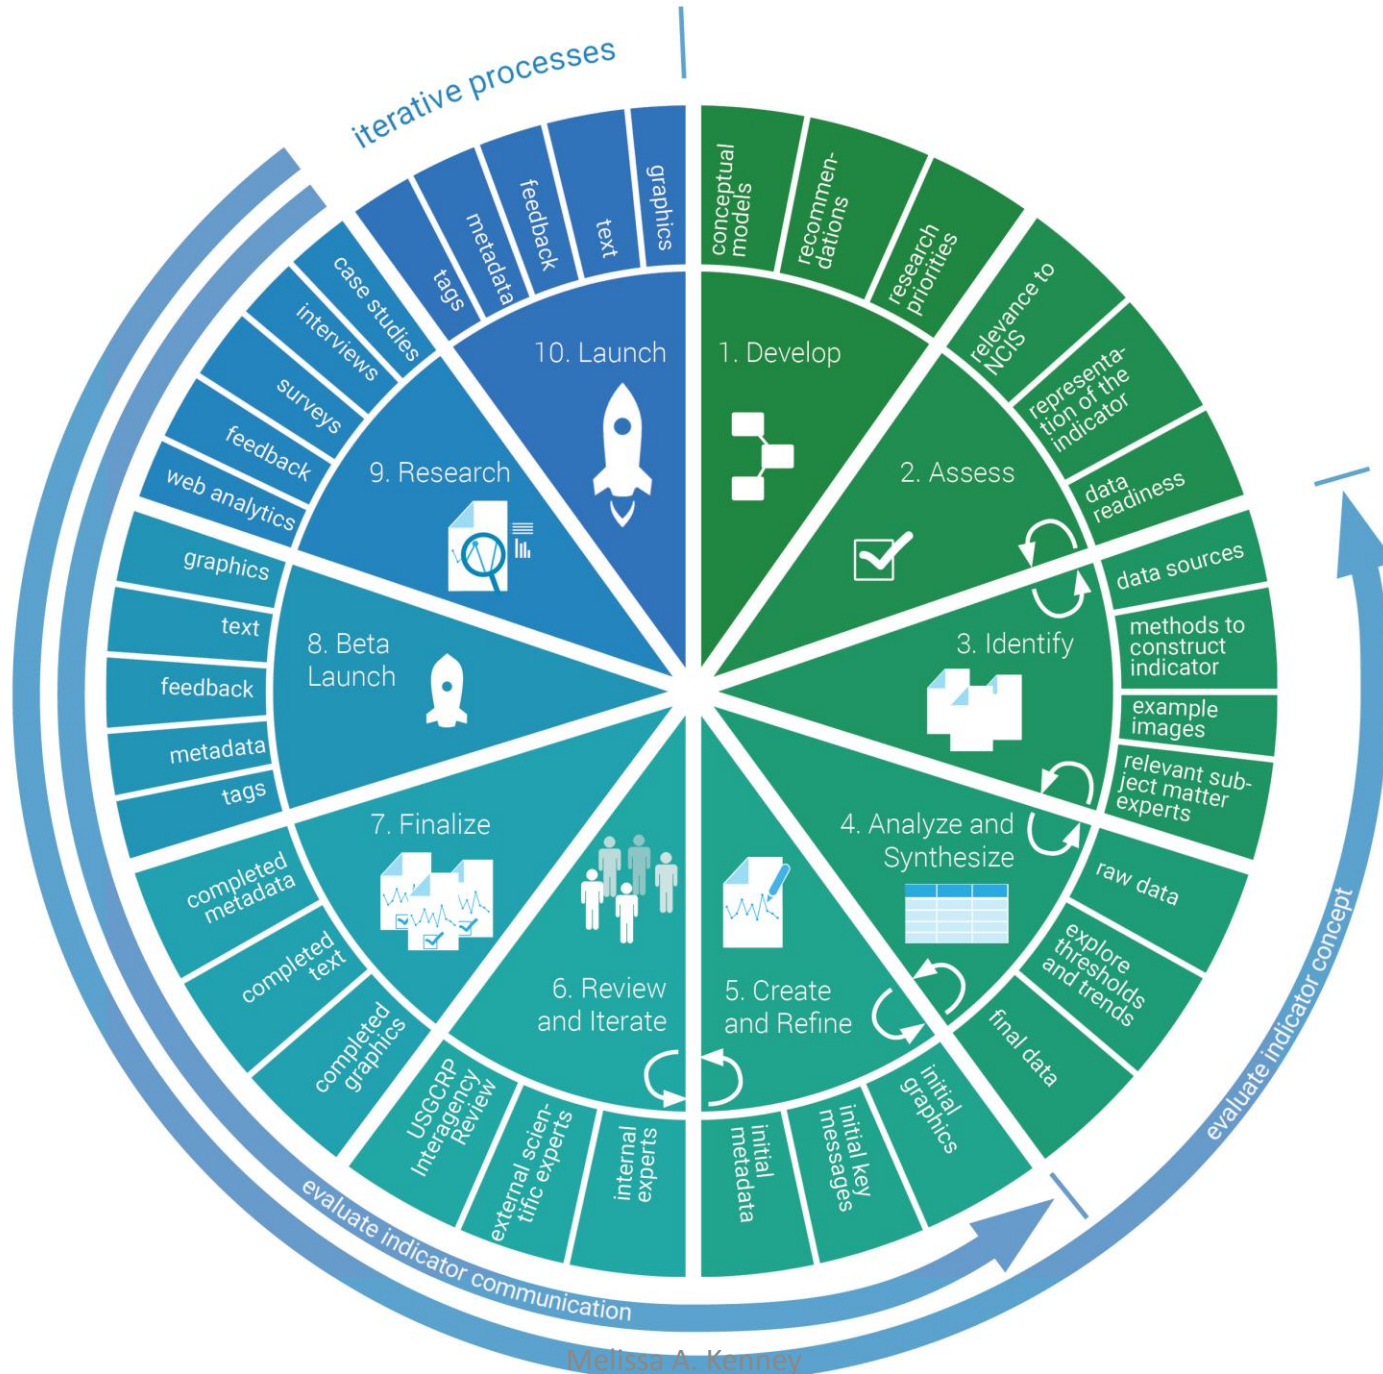 iterative processes
1. Develop
conceptual
models
recommen-
dations
research
priorities
2. Assess
relevance to
NCIS
representa-
tion of the
indicator
data
readiness
3. Identify
data sources
methods to
construct
indicator
example
images
relevant sub-
ject matter
experts
4. Analyze and
Synthesize
raw data
explore
thresholds
and trends
final data
5. Create
and Refine
initial
graphics
initial key
messages
initial
metadata
6. Review
and Iterate
internal
experts
external scien-
tific experts
USGCRP
Interagency
Review
7. Finalize
completed
graphics
completed
text
completed
metadata
8. Beta
Launch
tags
metadata
feedback
text
graphics
9. Research
web analytics
feedback
surveys
interviews
case studies
10. Launch
tags
metadata
feedback
text
graphics
evaluate indicator concept
evaluate indicator communication
Melissa A. Kenney